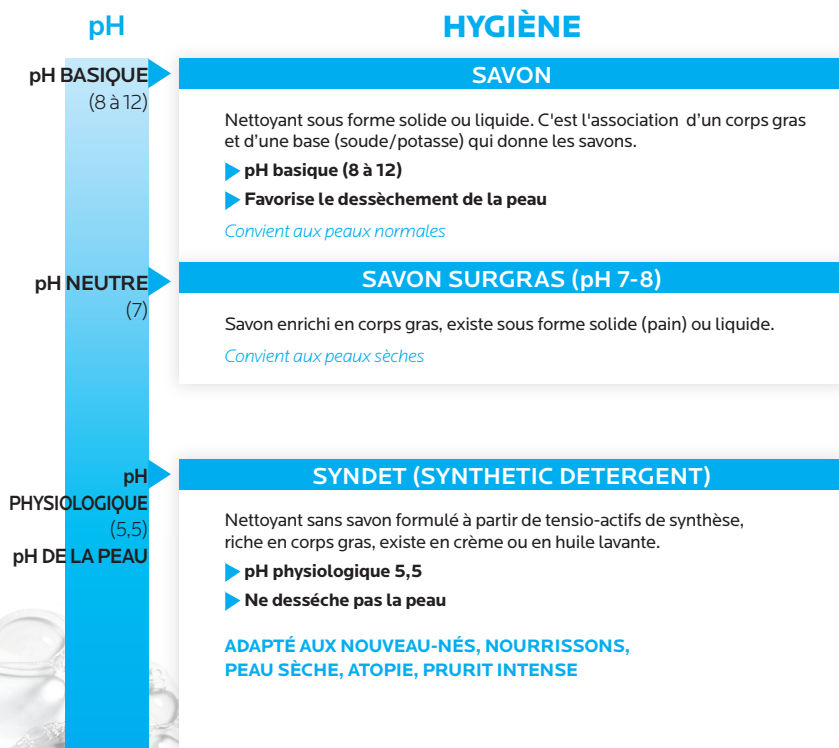 pH
HYGIÈNE
pH BASIQUE
(8 à 12)
SAVON
Nettoyant sous forme solide ou liquide. C'est l'association d'un corps gras
et d’une base (soude/potasse) qui donne les savons.
pH basique (8 à 12)
Favorise le dessèchement de la peau
Convient aux peaux normales
pH NEUTRE
(7)
SAVON SURGRAS (pH 7-8)
Savon enrichi en corps gras, existe sous forme solide (pain) ou liquide.
Convient aux peaux sèches
pH
PHYSIOLOGIQUE
(5,5)
pH DE LA PEAU
SYNDET (SYNTHETIC DETERGENT)
Nettoyant sans savon formulé à partir de tensio-actifs de synthèse,
riche en corps gras, existe en crème ou en huile lavante.
pH physiologique 5,5
Ne desséche pas la peau
ADAPTÉ AUX NOUVEAU-NÉS, NOURRISSONS,
PEAU SÈCHE, ATOPIE, PRURIT INTENSE